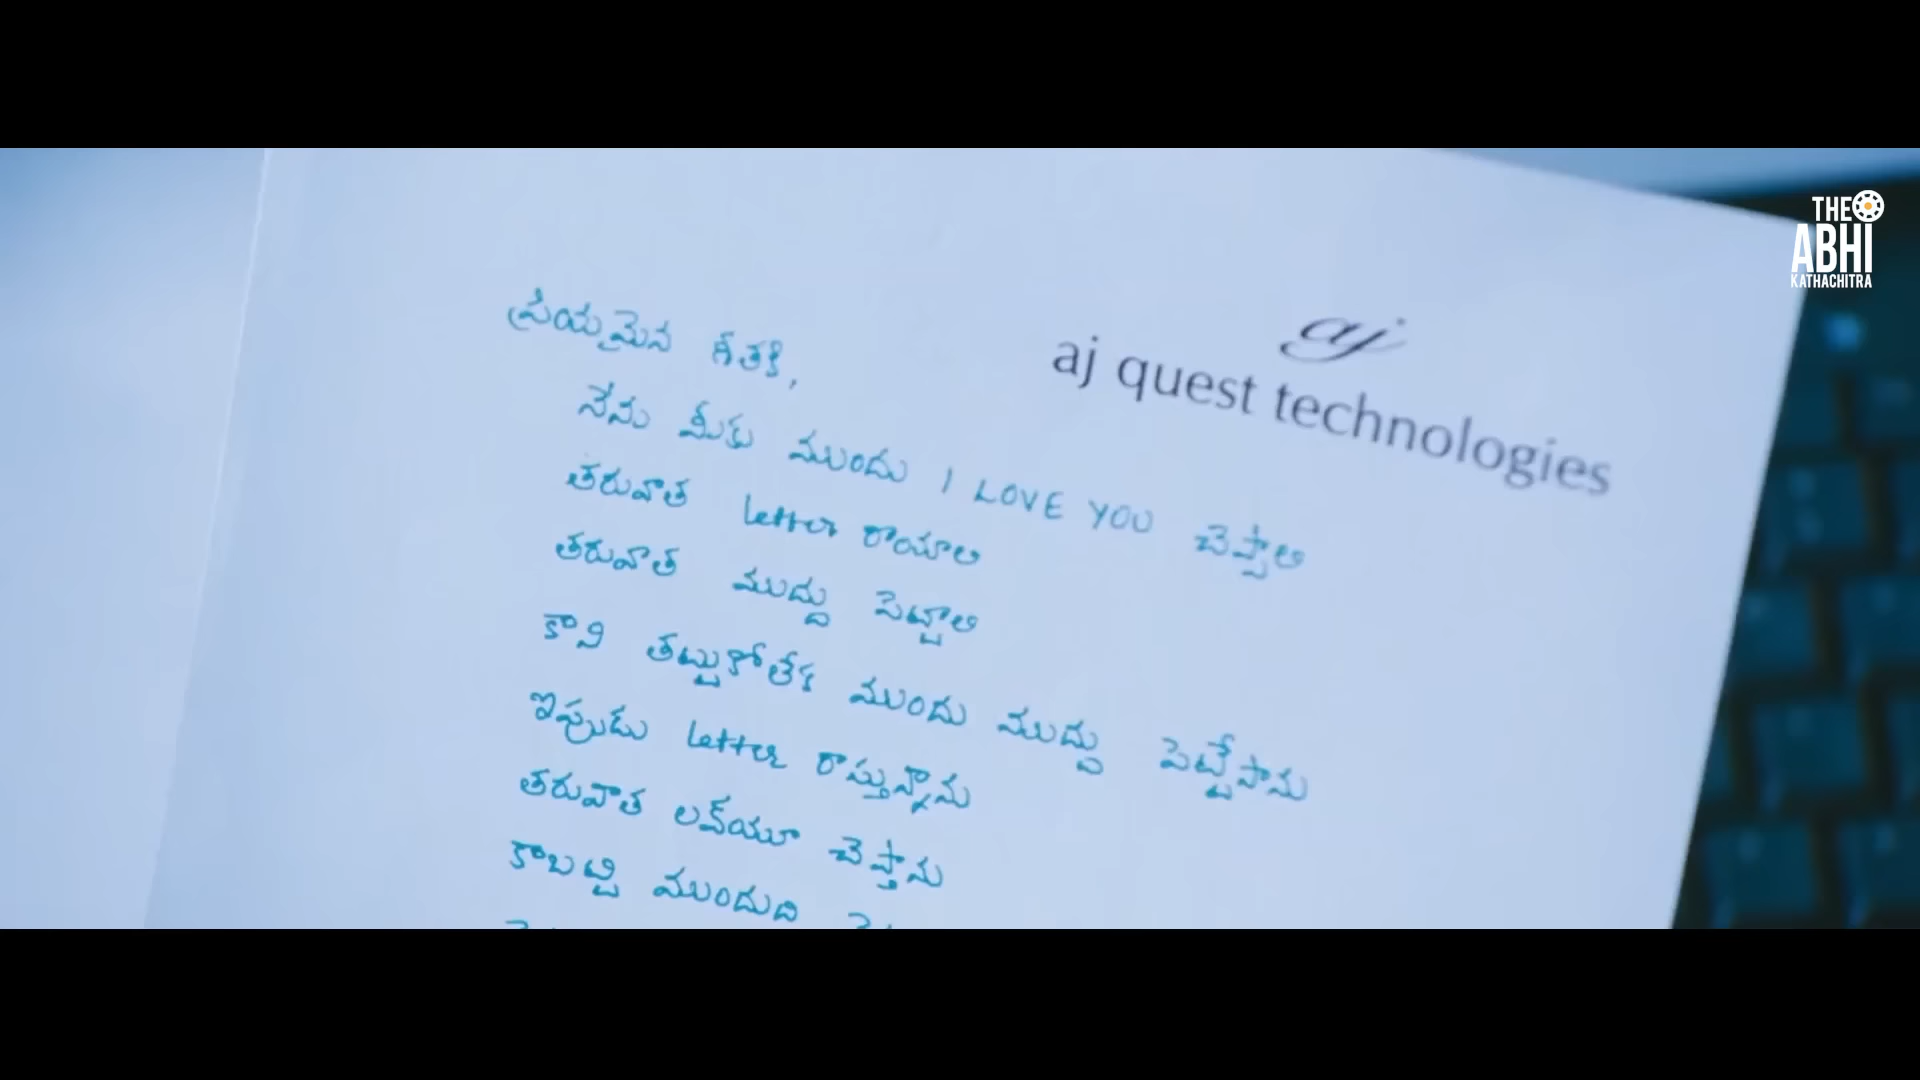 THE
ABHI
KATHACHITRA
aj
aj quest technologies
ప్రియమైన గీతకి,
నేను మీకు ముందు I LOVE YOU చెప్పాలి
తరువాత letter రాయాలి
తరువాత ముద్దు పెట్టాలి
కాని తట్టుకోలేక ముందు ముద్దు పెట్టేసాను
ఇప్పుడు letter రాస్తున్నాను
తరువాత లవ్‌యూ చెప్తాను
కాబట్టి ముందుది